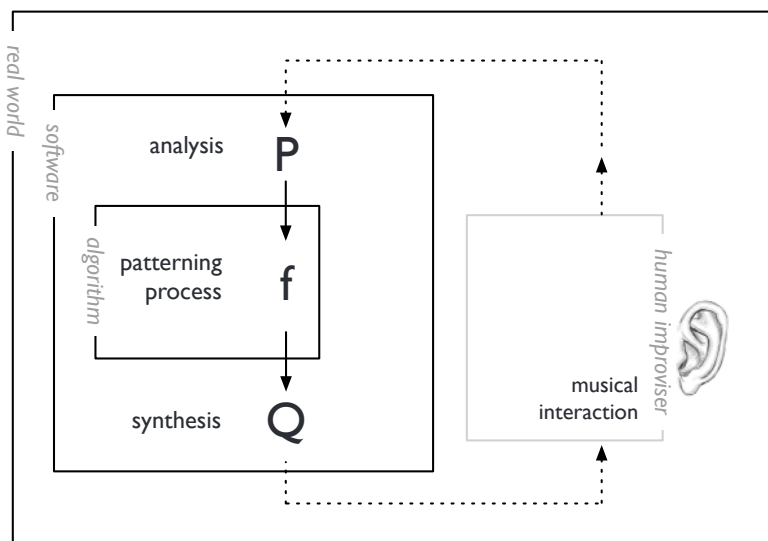 real world
software
analysis
P
algorithm
patterning
process
f
synthesis
Q
human improviser
musical
interaction